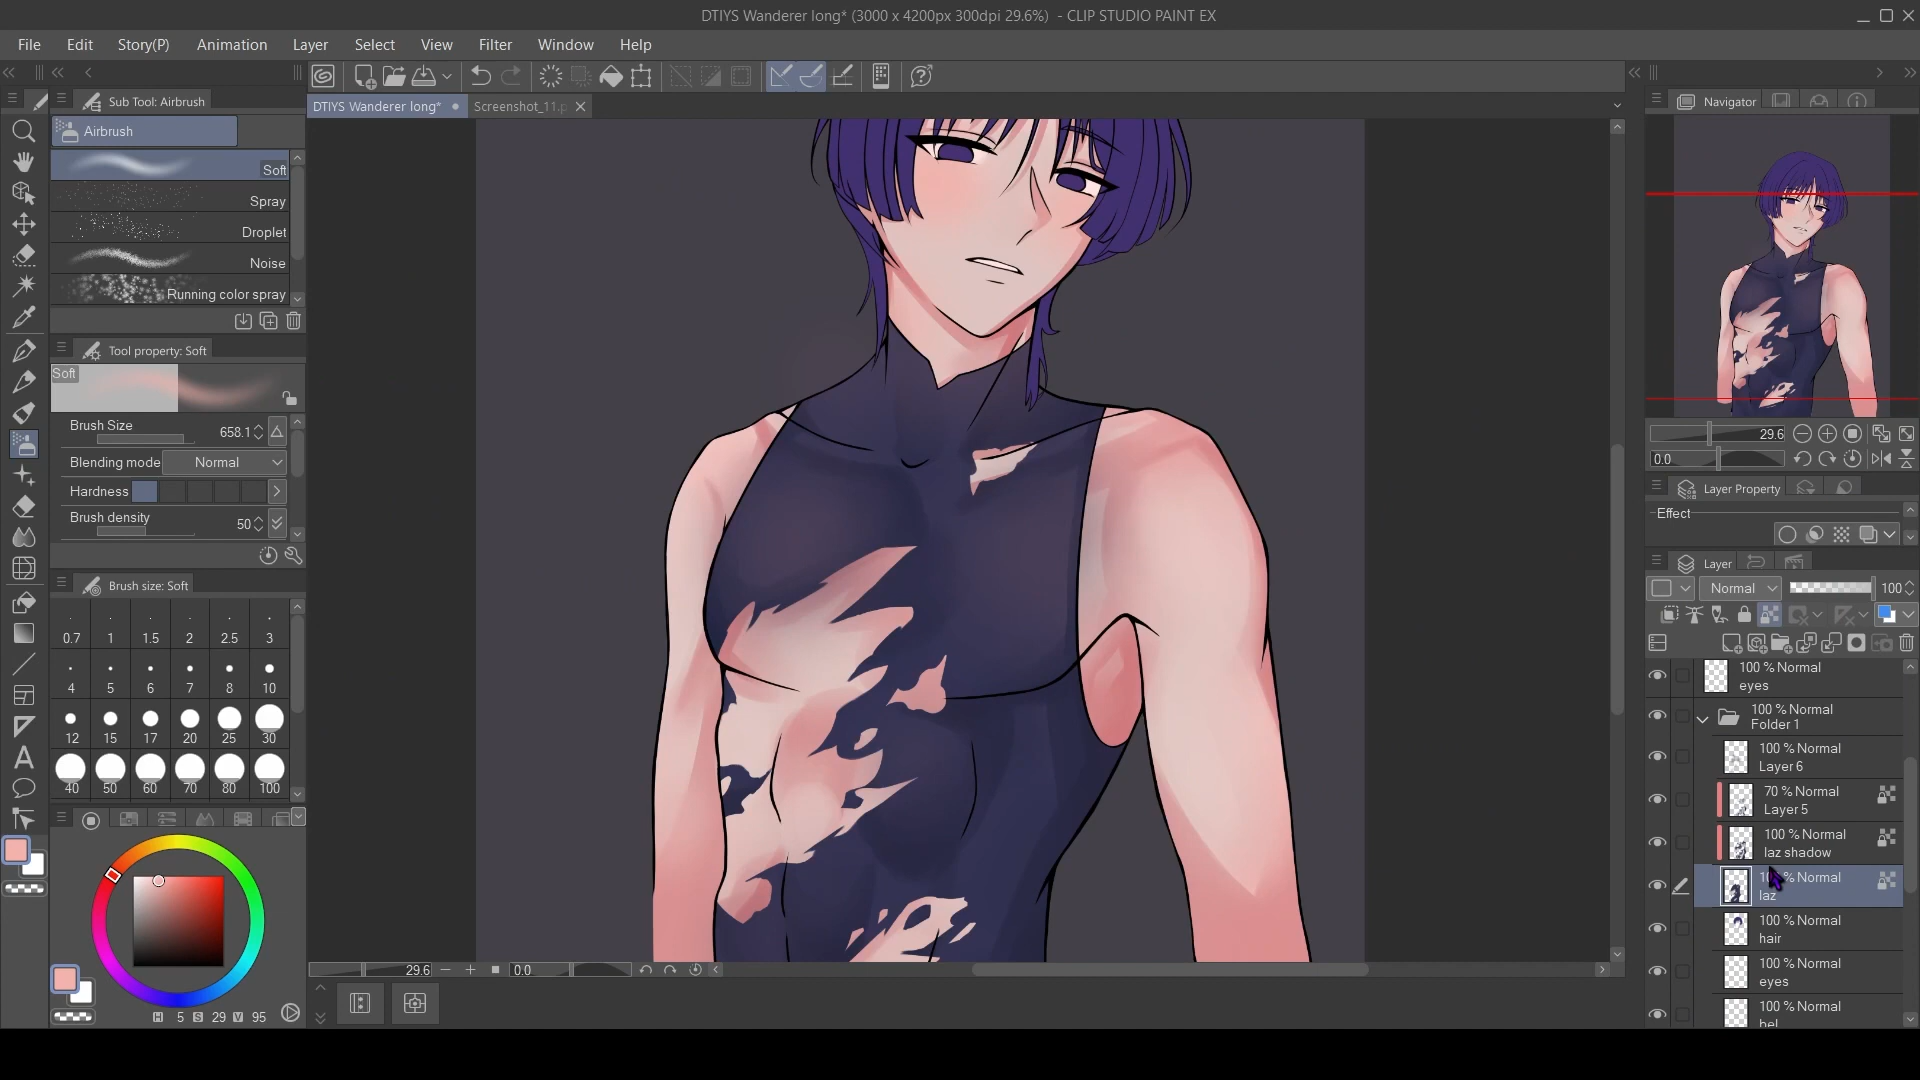 DTIYS Wanderer long* (3000 x 4200px 300dpi 29.6%) - CLIP STUDIO PAINT EX
File Edit Story(P) Animation Layer Select View Filter Window Help
Sub Tool: Airbrush
DTIYS Wanderer long*
Screenshot_11.p
Navigator
Airbrush
Soft
Spray
Droplet
Noise
Running color spray
Tool property: Soft
Soft
Brush Size 658.1
Blending mode Normal
Hardness
Brush density 50
Brush size: Soft
0.7 1 1.5 2 2.5 3
4 5 6 7 8 10
12 15 17 20 25 30
40 50 60 70 80 100
H 5 S 29 V 95
29.6 0.0
29.6
0.0
Layer Property
Effect
Layer
Normal 100
100 % Normal
eyes
100 % Normal
Folder 1
100 % Normal
Layer 6
70 % Normal
Layer 5
100 % Normal
laz shadow
% Normal
laz
100 % Normal
hair
100 % Normal
eyes
100 % Normal